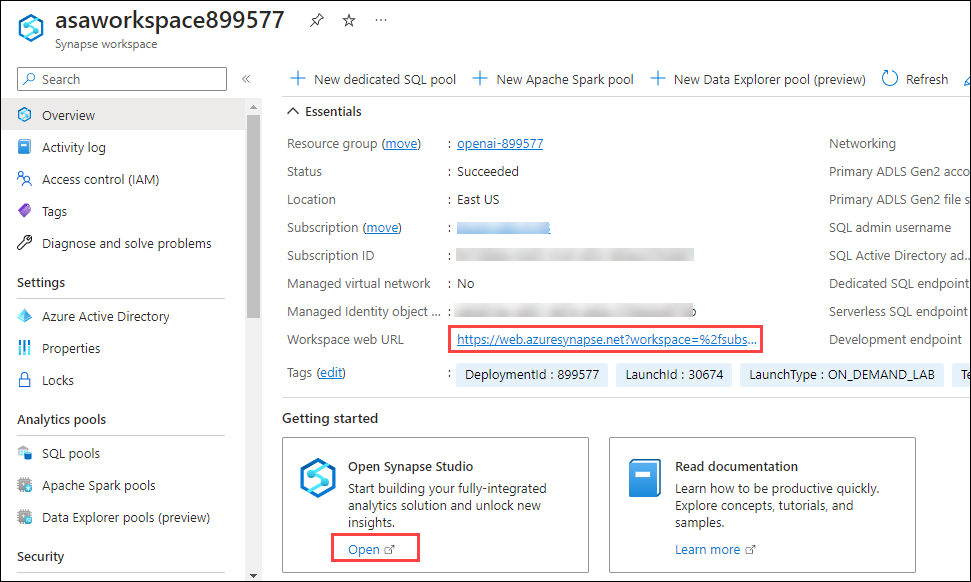 asaworkspace899577
Synapse workspace
Search
Overview
Activity log
Access control (IAM)
Tags
Diagnose and solve problems
Settings
Azure Active Directory
Properties
Locks
Analytics pools
SQL pools
Apache Spark pools
Data Explorer pools (preview)
Security
New dedicated SQL pool
New Apache Spark pool
New Data Explorer pool (preview)
Refresh
Essentials
Resource group (move) : openai-899577
Status : Succeeded
Location : East US
Subscription (move) :
Subscription ID :
Managed virtual network : No
Managed Identity object ... :
Workspace web URL : https://web.azuresynapse.net?workspace=%2fsubs...
Tags (edit) : DeploymentId : 899577 LaunchId : 30674 LaunchType : ON_DEMAND_LAB
Networking
Primary ADLS Gen2 acco
Primary ADLS Gen2 file s
SQL admin username
SQL Active Directory ad..
Dedicated SQL endpoint
Serverless SQL endpoint
Development endpoint
Getting started
Open Synapse Studio
Start building your fully-integrated
analytics solution and unlock new
insights.
Open
Read documentation
Learn how to be productive quickly.
Explore concepts, tutorials, and
samples.
Learn more